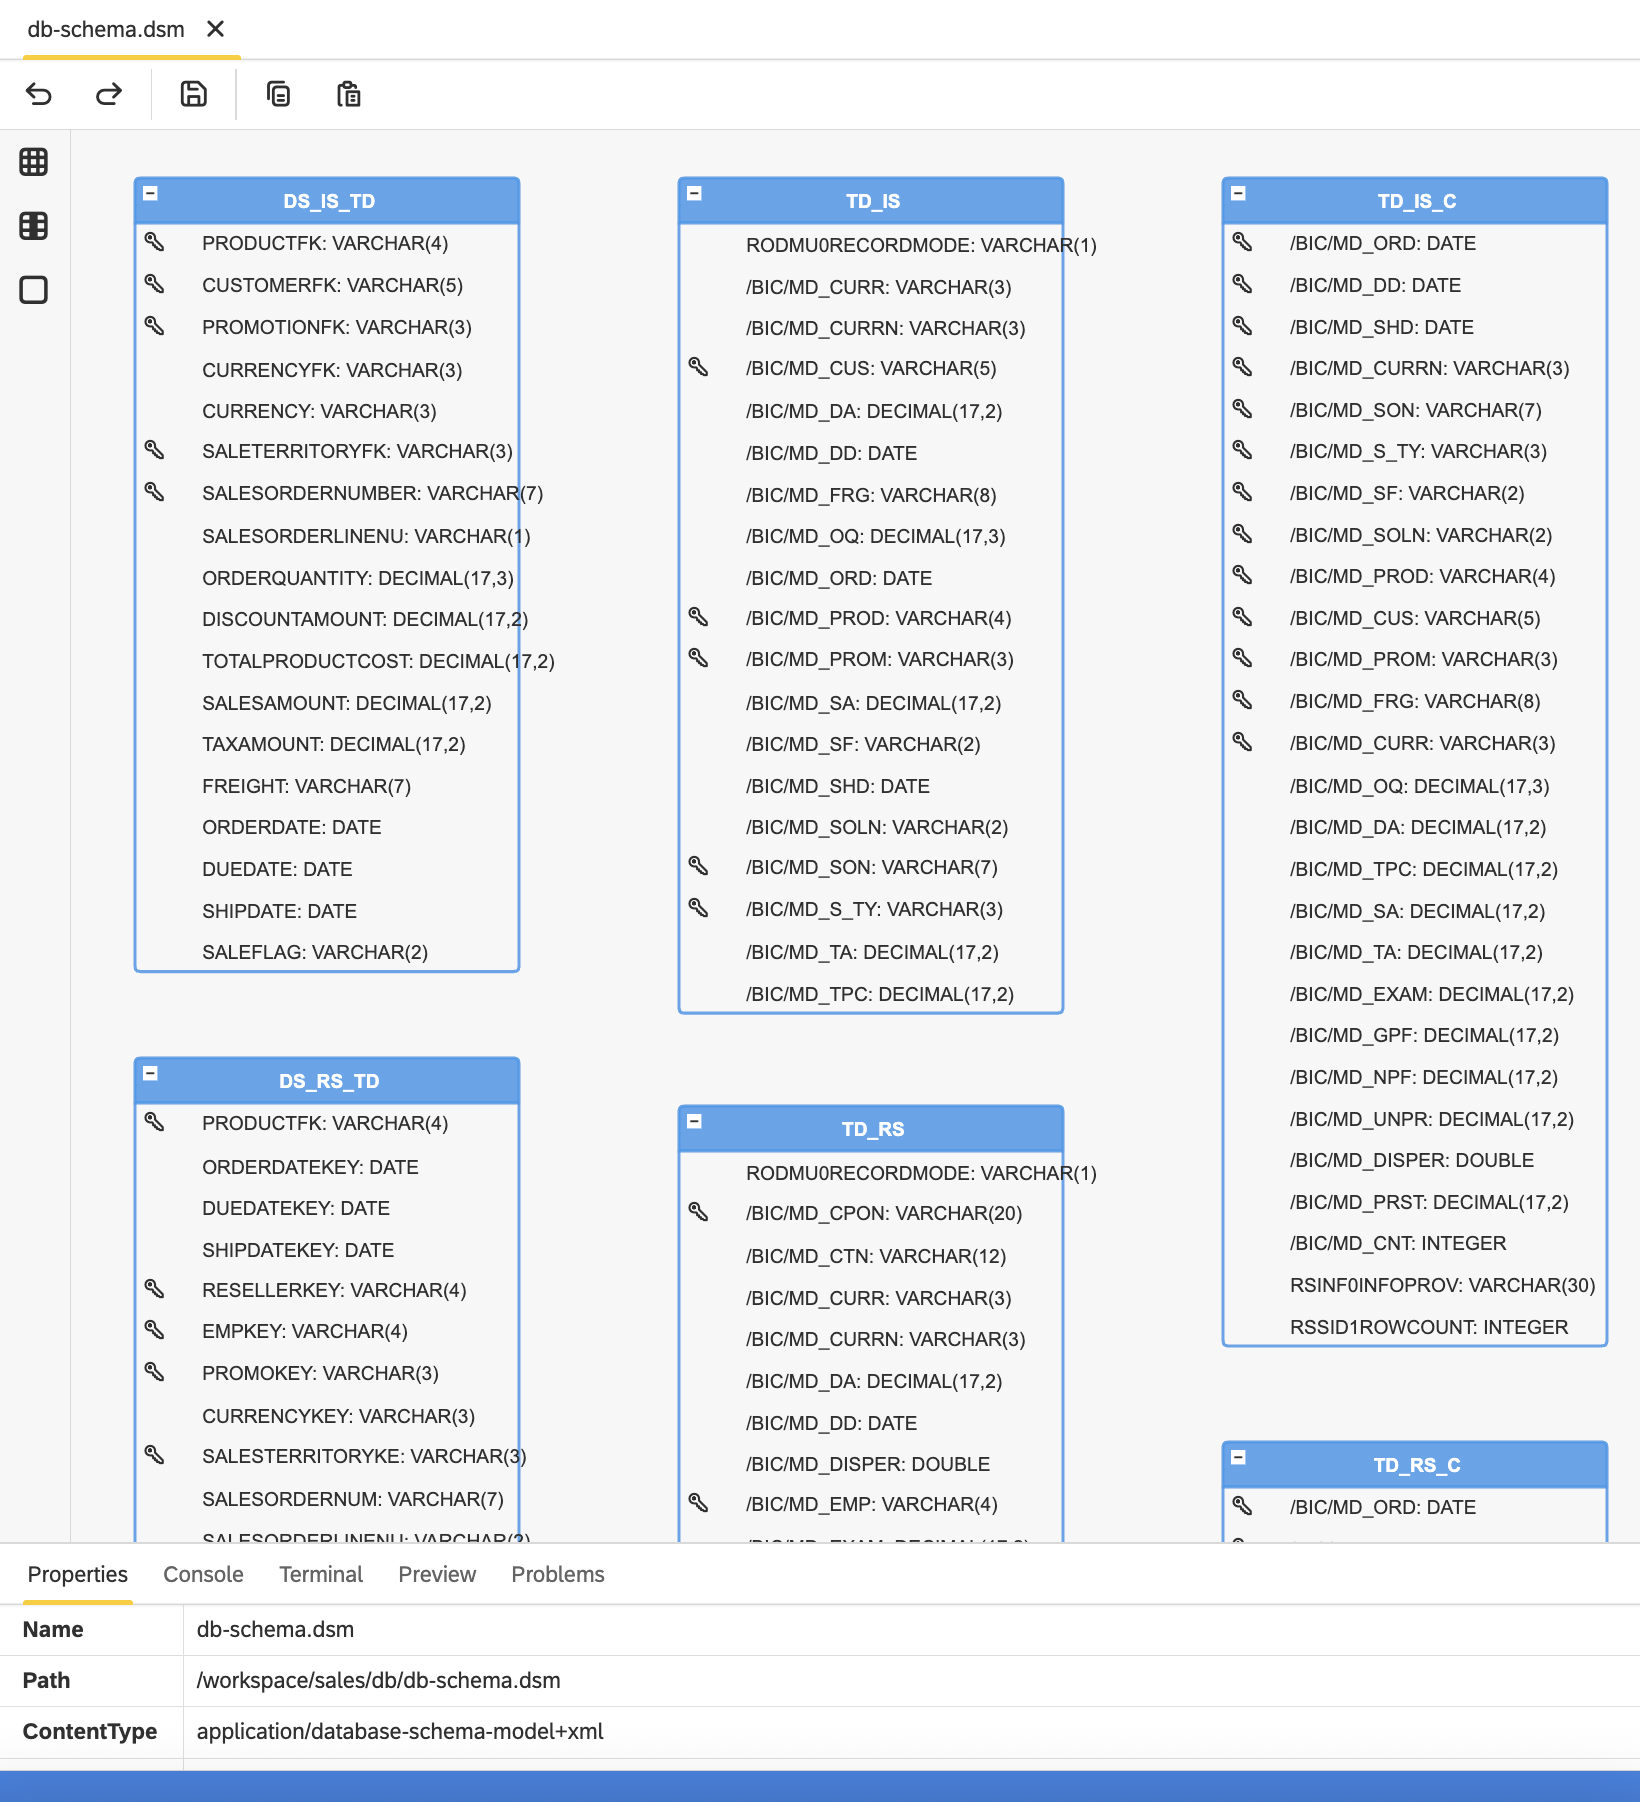 db-schema.dsm
DS_IS_TD
PRODUCTFK: VARCHAR(4)
CUSTOMERFK: VARCHAR(5)
PROMOTIONFK: VARCHAR(3)
CURRENCYFK: VARCHAR(3)
CURRENCY: VARCHAR(3)
SALETERRITORYFK: VARCHAR(3)
SALESORDERNUMBER: VARCHAR(7)
SALESORDERLINENU: VARCHAR(1)
ORDERQUANTITY: DECIMAL(17,3)
DISCOUNTAMOUNT: DECIMAL(17,2)
TOTALPRODUCTCOST: DECIMAL(17,2)
SALESAMOUNT: DECIMAL(17,2)
TAXAMOUNT: DECIMAL(17,2)
FREIGHT: VARCHAR(7)
ORDERDATE: DATE
DUEDATE: DATE
SHIPDATE: DATE
SALEFLAG: VARCHAR(2)
DS_RS_TD
PRODUCTFK: VARCHAR(4)
ORDERDATEKEY: DATE
DUEDATEKEY: DATE
SHIPDATEKEY: DATE
RESELLERKEY: VARCHAR(4)
EMPKEY: VARCHAR(4)
PROMOKEY: VARCHAR(3)
CURRENCYKEY: VARCHAR(3)
SALESTERRITORYKE: VARCHAR(3)
SALESORDERNUM: VARCHAR(7)
SALESORDERLINENU: VARCHAR(2)
TD_IS
RODMU0RECORDMODE: VARCHAR(1)
/BIC/MD_CURR: VARCHAR(3)
/BIC/MD_CURRN: VARCHAR(3)
/BIC/MD_CUS: VARCHAR(5)
/BIC/MD_DA: DECIMAL(17,2)
/BIC/MD_DD: DATE
/BIC/MD_FRG: VARCHAR(8)
/BIC/MD_OQ: DECIMAL(17,3)
/BIC/MD_ORD: DATE
/BIC/MD_PROD: VARCHAR(4)
/BIC/MD_PROM: VARCHAR(3)
/BIC/MD_SA: DECIMAL(17,2)
/BIC/MD_SF: VARCHAR(2)
/BIC/MD_SHD: DATE
/BIC/MD_SOLN: VARCHAR(2)
/BIC/MD_SON: VARCHAR(7)
/BIC/MD_S_TY: VARCHAR(3)
/BIC/MD_TA: DECIMAL(17,2)
/BIC/MD_TPC: DECIMAL(17,2)
TD_RS
RODMU0RECORDMODE: VARCHAR(1)
/BIC/MD_CPON: VARCHAR(20)
/BIC/MD_CTN: VARCHAR(12)
/BIC/MD_CURR: VARCHAR(3)
/BIC/MD_CURRN: VARCHAR(3)
/BIC/MD_DA: DECIMAL(17,2)
/BIC/MD_DD: DATE
/BIC/MD_DISPER: DOUBLE
/BIC/MD_EMP: VARCHAR(4)
TD_IS_C
/BIC/MD_ORD: DATE
/BIC/MD_DD: DATE
/BIC/MD_SHD: DATE
/BIC/MD_CURRN: VARCHAR(3)
/BIC/MD_SON: VARCHAR(7)
/BIC/MD_S_TY: VARCHAR(3)
/BIC/MD_SF: VARCHAR(2)
/BIC/MD_SOLN: VARCHAR(2)
/BIC/MD_PROD: VARCHAR(4)
/BIC/MD_CUS: VARCHAR(5)
/BIC/MD_PROM: VARCHAR(3)
/BIC/MD_FRG: VARCHAR(8)
/BIC/MD_CURR: VARCHAR(3)
/BIC/MD_OQ: DECIMAL(17,3)
/BIC/MD_DA: DECIMAL(17,2)
/BIC/MD_TPC: DECIMAL(17,2)
/BIC/MD_SA: DECIMAL(17,2)
/BIC/MD_TA: DECIMAL(17,2)
/BIC/MD_EXAM: DECIMAL(17,2)
/BIC/MD_GPF: DECIMAL(17,2)
/BIC/MD_NPF: DECIMAL(17,2)
/BIC/MD_UNPR: DECIMAL(17,2)
/BIC/MD_DISPER: DOUBLE
/BIC/MD_PRST: DECIMAL(17,2)
/BIC/MD_CNT: INTEGER
RSINF0INFOPROV: VARCHAR(30)
RSSID1ROWCOUNT: INTEGER
TD_RS_C
/BIC/MD_ORD: DATE
Properties Console Terminal Preview Problems
Name db-schema.dsm
Path /workspace/sales/db/db-schema.dsm
ContentType application/database-schema-model+xml